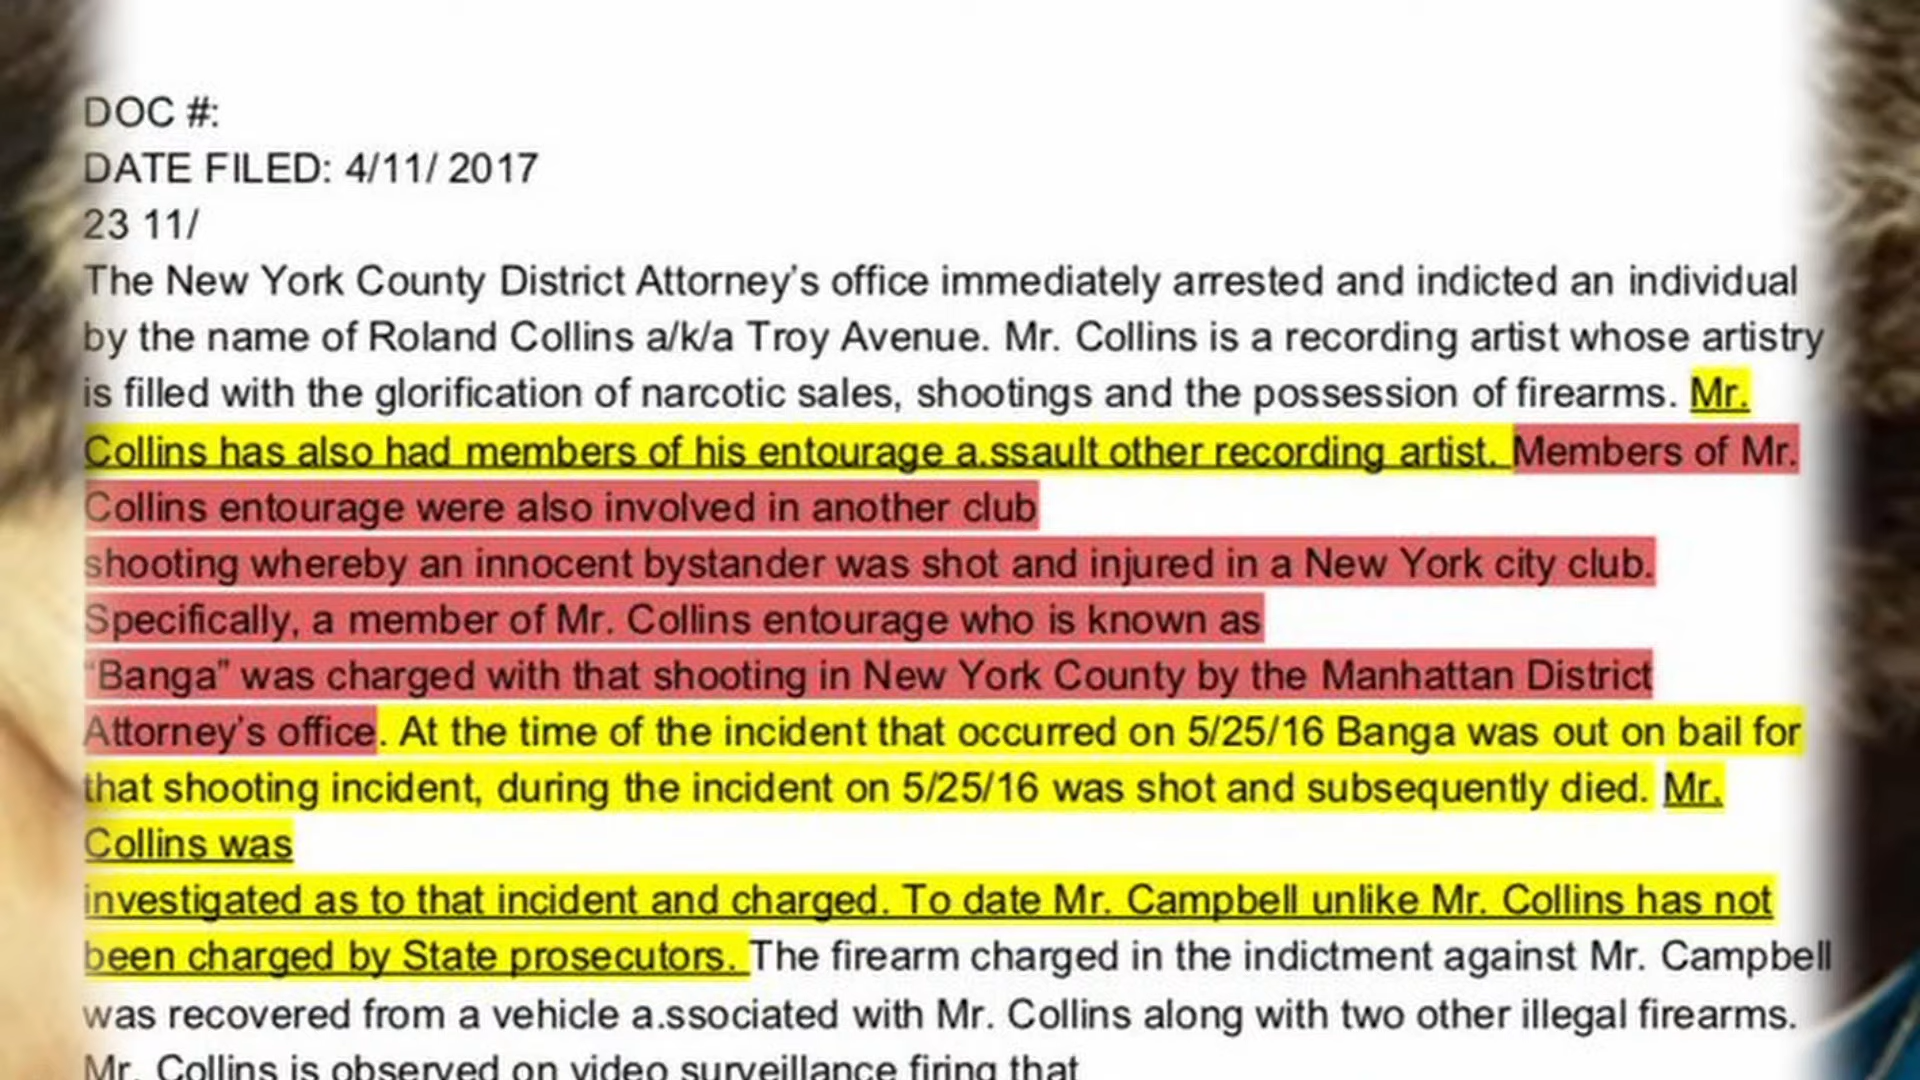 DOC #:
DATE FILED: 4/11/ 2017
23 11/
The New York County District Attorney's office immediately arrested and indicted an individual
by the name of Roland Collins a/k/a Troy Avenue. Mr. Collins is a recording artist whose artistry
is filled with the glorification of narcotic sales, shootings and the possession of firearms. Mr.
Collins has also had members of his entourage a.ssault other recording artist. Members of Mr.
Collins entourage were also involved in another club
shooting whereby an innocent bystander was shot and injured in a New York city club.
Specifically, a member of Mr. Collins entourage who is known as
"Banga" was charged with that shooting in New York County by the Manhattan District
Attorney's office. At the time of the incident that occurred on 5/25/16 Banga was out on bail for
that shooting incident, during the incident on 5/25/16 was shot and subsequently died. Mr.
Collins was
investigated as to that incident and charged. To date Mr. Campbell unlike Mr. Collins has not
been charged by State prosecutors. The firearm charged in the indictment against Mr. Campbell
was recovered from a vehicle a.ssociated with Mr. Collins along with two other illegal firearms.
Mr. Collins is observed on video surveillance firing that